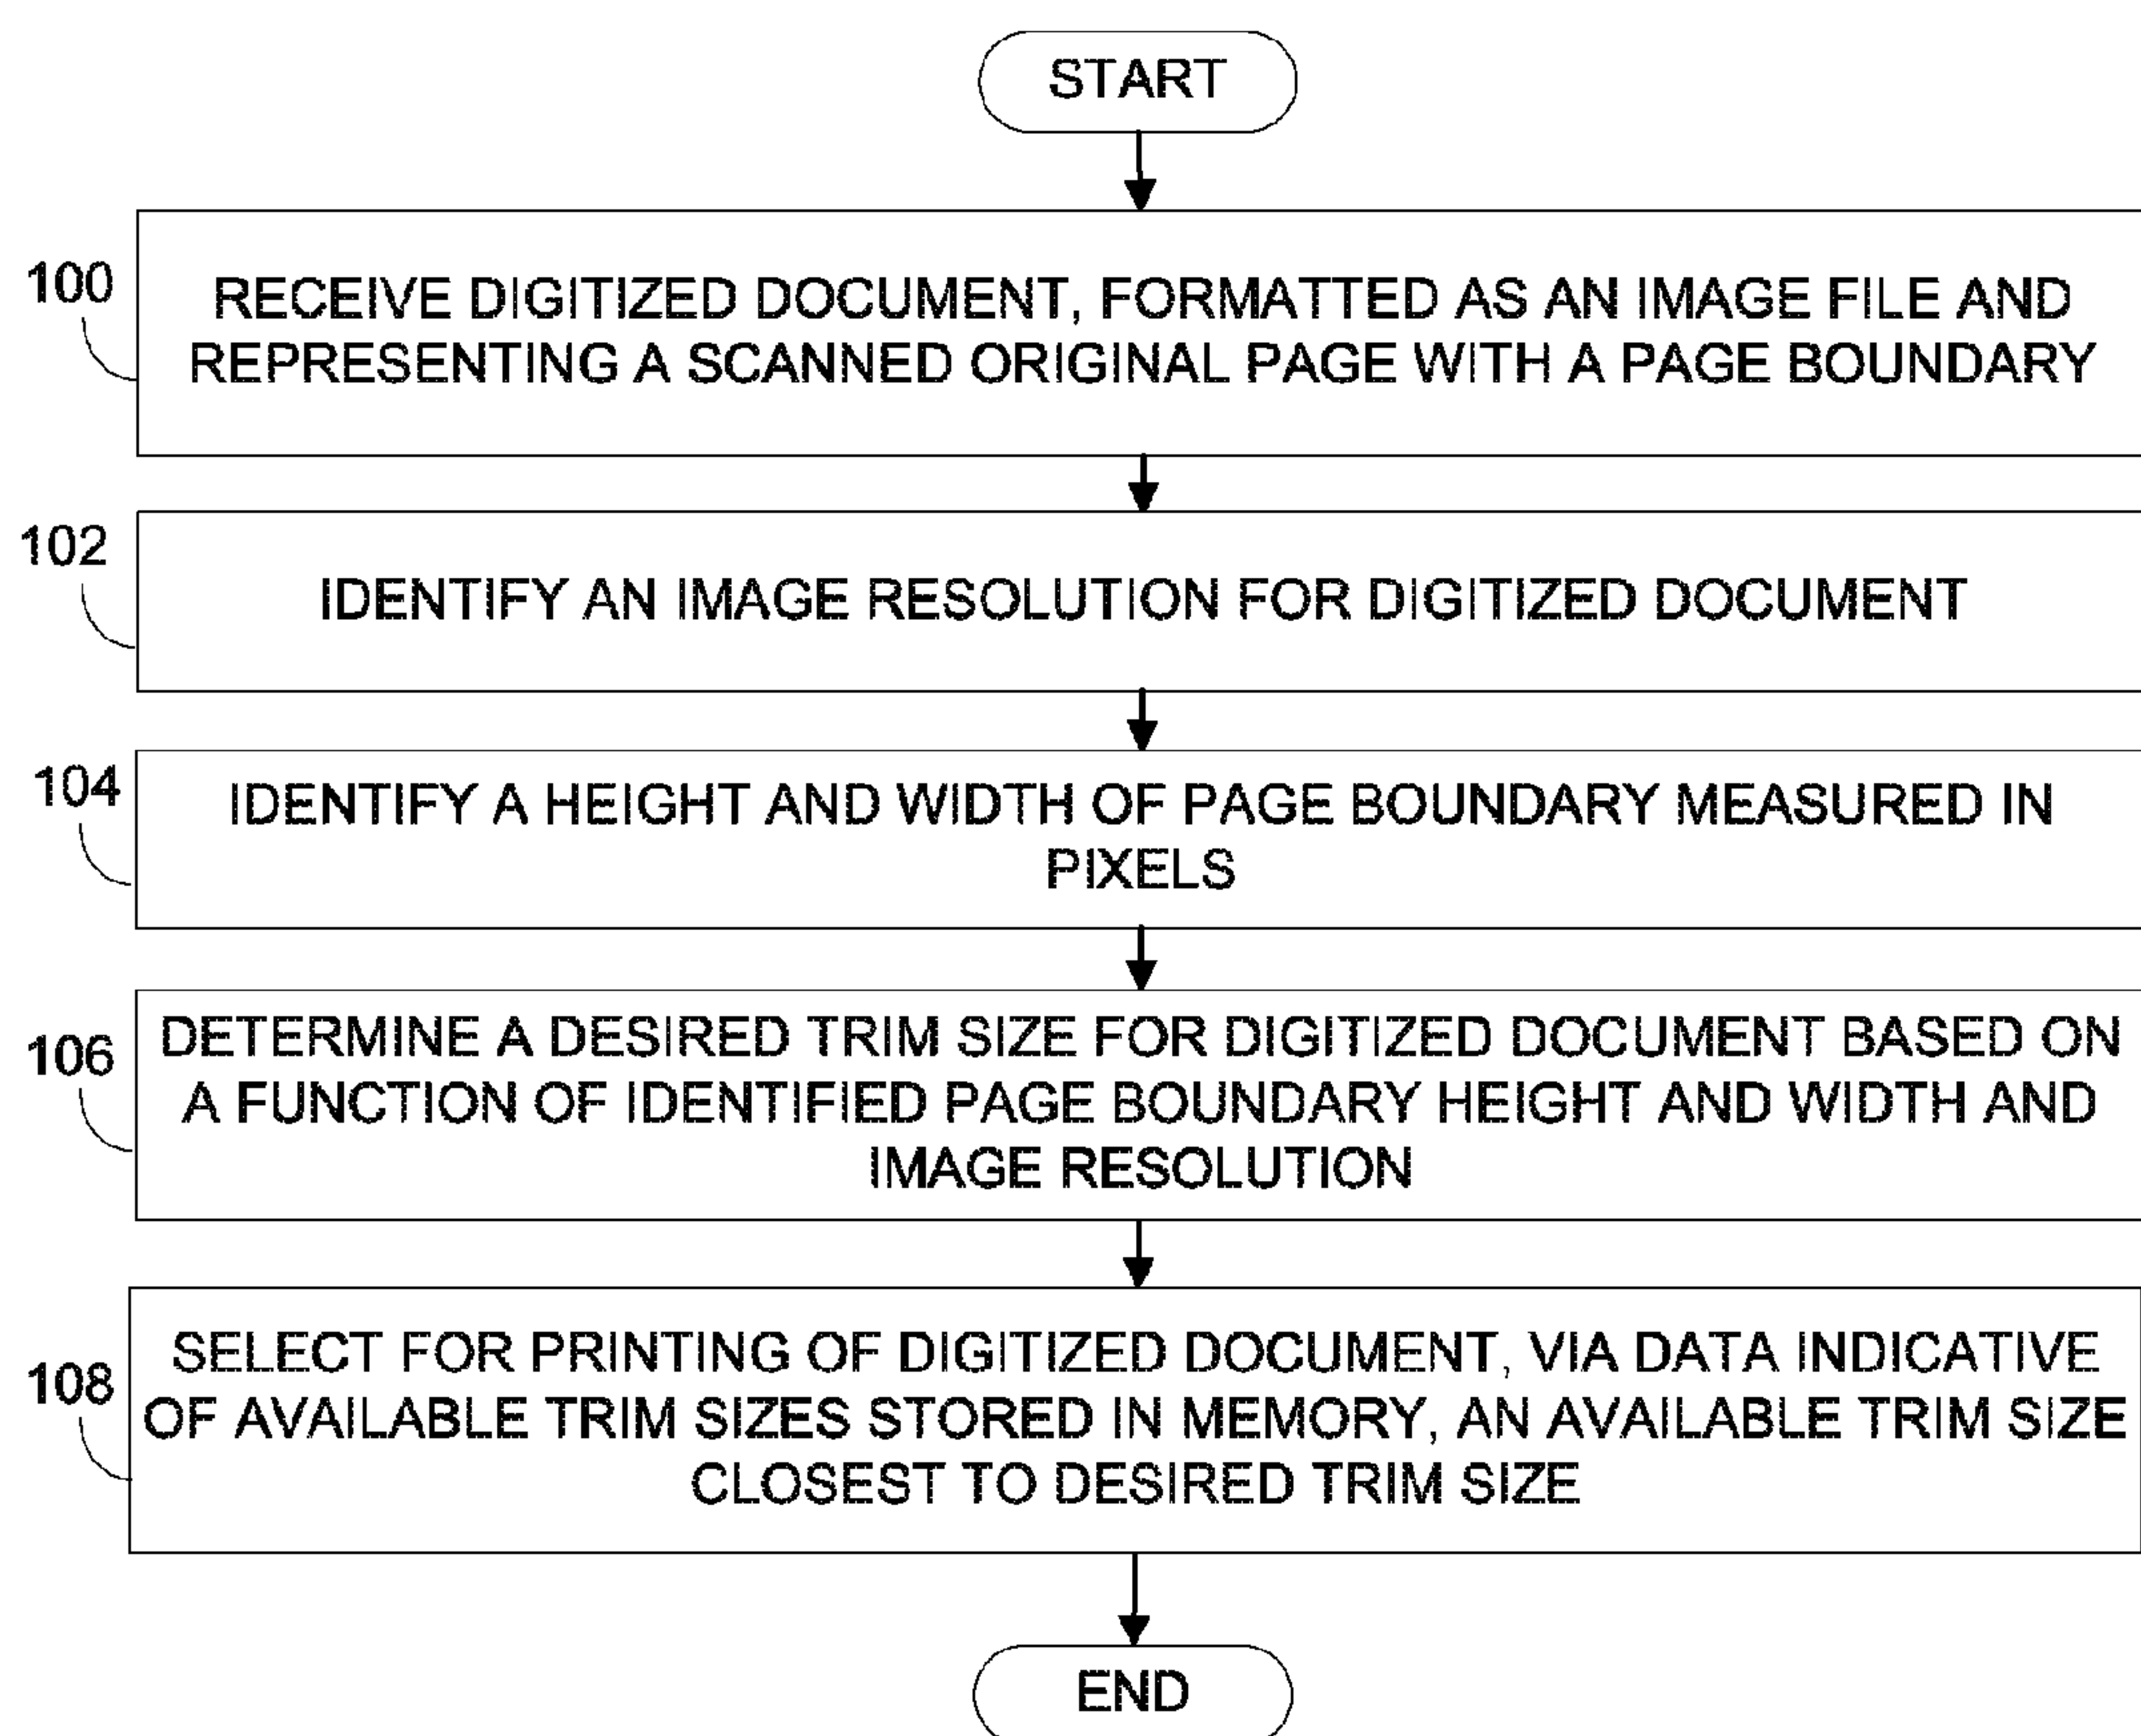 START
100
RECEIVE DIGITIZED DOCUMENT, FORMATTED AS AN IMAGE FILE AND
REPRESENTING A SCANNED ORIGINAL PAGE WITH A PAGE BOUNDARY
102
IDENTIFY AN IMAGE RESOLUTION FOR DIGITIZED DOCUMENT
104
IDENTIFY A HEIGHT AND WIDTH OF PAGE BOUNDARY MEASURED IN
PIXELS
106
DETERMINE A DESIRED TRIM SIZE FOR DIGITIZED DOCUMENT BASED ON
A FUNCTION OF IDENTIFIED PAGE BOUNDARY HEIGHT AND WIDTH AND
IMAGE RESOLUTION
108
SELECT FOR PRINTING OF DIGITIZED DOCUMENT, VIA DATA INDICATIVE
OF AVAILABLE TRIM SIZES STORED IN MEMORY, AN AVAILABLE TRIM SIZE
CLOSEST TO DESIRED TRIM SIZE
END